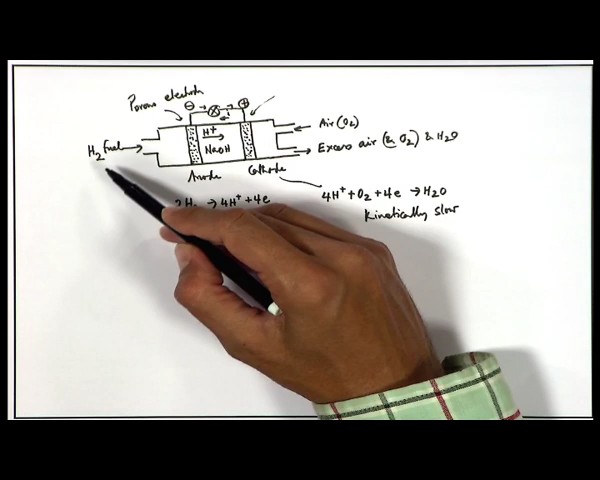 Porous electrode
⊖ → ⊗ → ⊕
H₂ Fuel
H⁺
NaOH
Air (O₂)
Excess air (& O₂) & H₂O
Anode
Cathode
2H₂ → 4H⁺ + 4e
4H⁺ + O₂ + 4e → H₂O
Kinetically slow